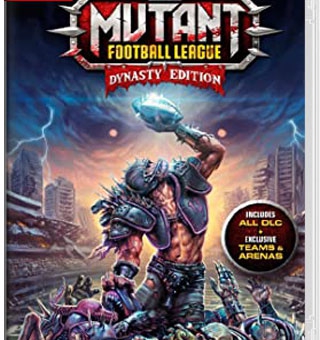 MUTANT
FOOTBALL LEAGUE
DYNASTY EDITION
INCLUDES
ALL DLC
+
EXCLUSIVE
TEAMS &
ARENAS